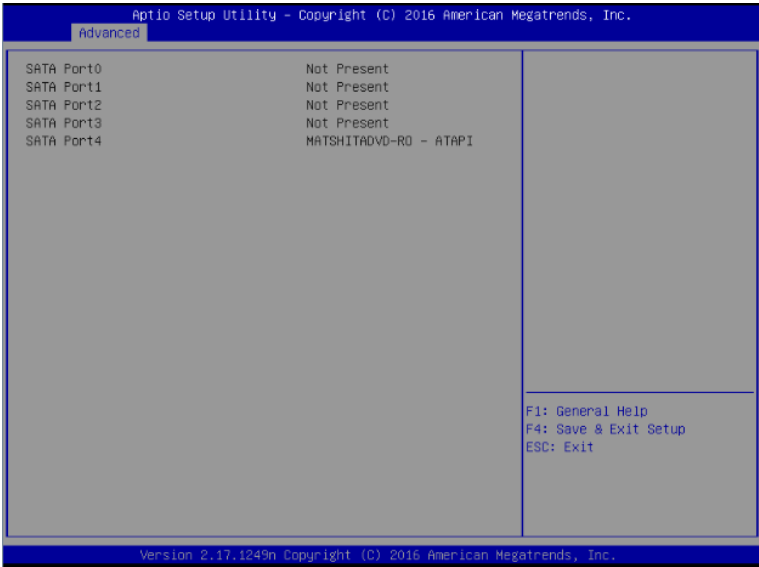 Aptio Setup Utility - Copyright (C) 2016 American Megatrends, Inc.
Advanced
SATA Port0 Not Present
SATA Port1 Not Present
SATA Port2 Not Present
SATA Port3 Not Present
SATA Port4 MATSHITADVD-RO - ATAPI
F1: General Help
F4: Save & Exit Setup
ESC: Exit
Version 2.17.1249n Copyright (C) 2016 American Megatrends, Inc.